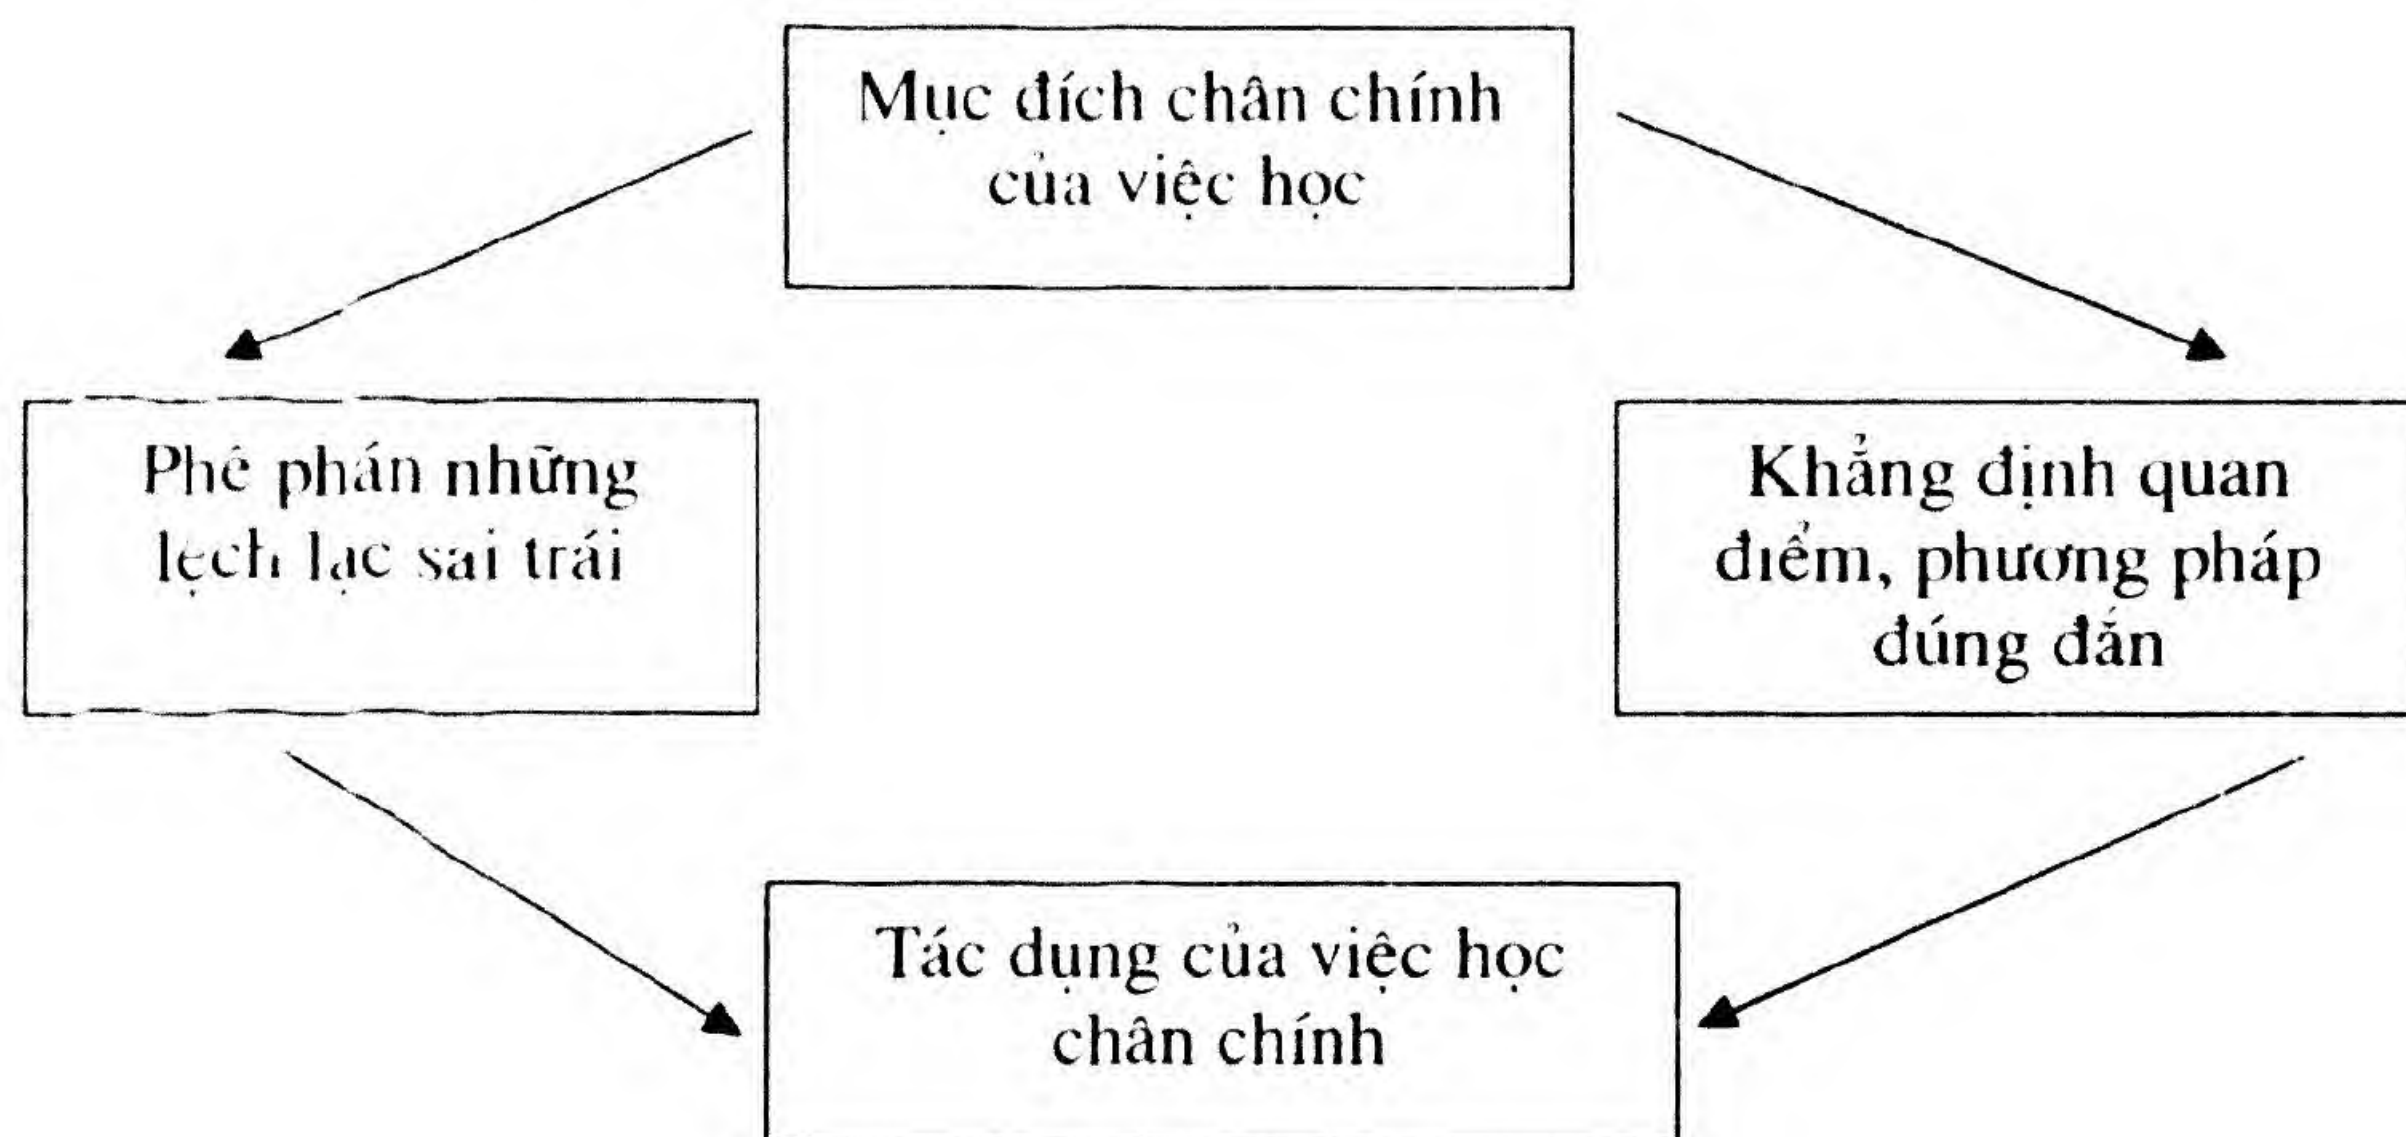 Mục đích chân chính
của việc học
Phê phán những
lệch lạc sai trái
Khẳng định quan
điểm, phương pháp
đúng đắn
Tác dụng của việc học
chân chính